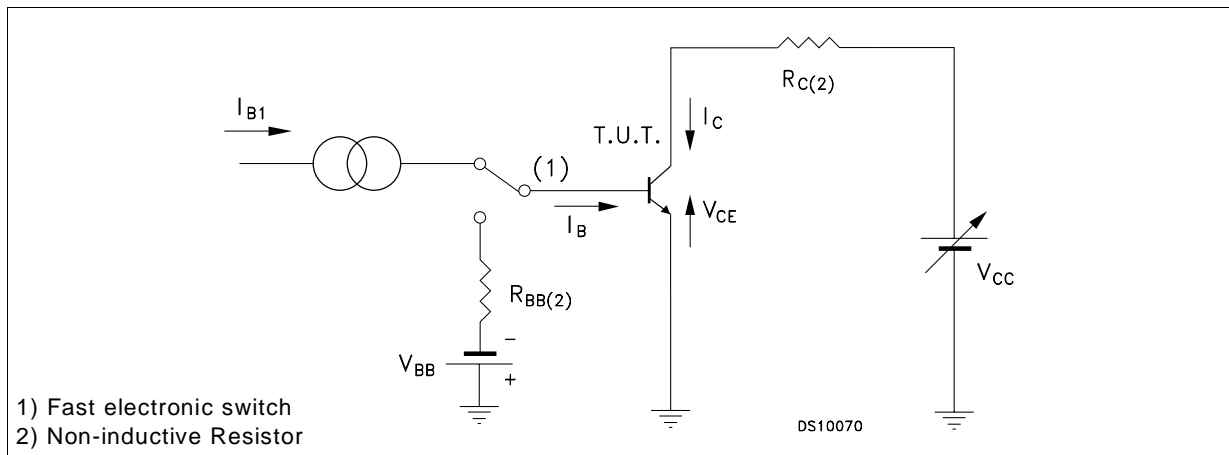 R_C(2)
I_B1
I_C
T.U.T.
(1)
I_B
V_CE
R_BB(2)
V_CC
V_BB
-
+
1) Fast electronic switch
2) Non-inductive Resistor
DS10070